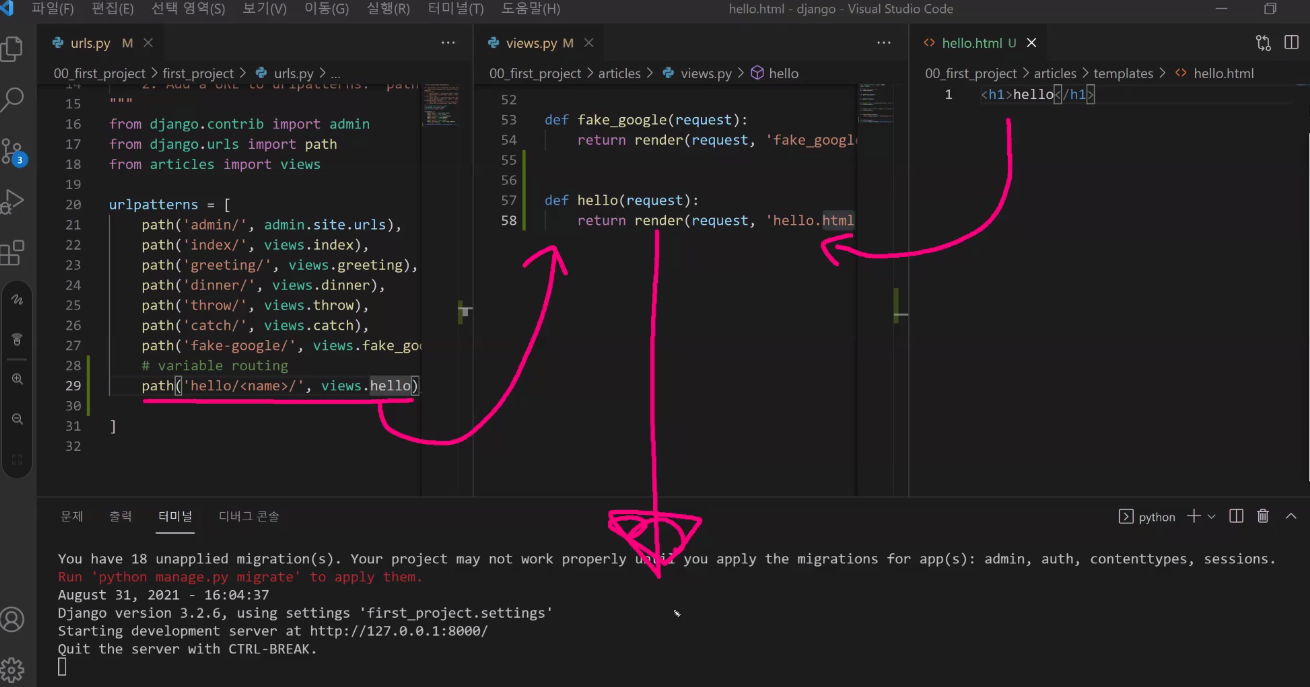 파일(F) 편집(E) 선택 영역(S) 보기(V) 이동(G) 실행(R) 터미널(T) 도움말(H) hello.html - django - Visual Studio Code
urls.py M
00_first_project > first_project > urls.py > ...
14 2. Add a URL to urlpatterns: path
15 """
16 from django.contrib import admin
17 from django.urls import path
18 from articles import views
19
20 urlpatterns = [
21 path('admin/', admin.site.urls),
22 path('index/', views.index),
23 path('greeting/', views.greeting),
24 path('dinner/', views.dinner),
25 path('throw/', views.throw),
26 path('catch/', views.catch),
27 path('fake-google/', views.fake_goo
28 # variable routing
29 path('hello/<name>/', views.hello)
30
31 ]
32
views.py M
00_first_project > articles > views.py > hello
52
53 def fake_google(request):
54 return render(request, 'fake_googl
55
56
57 def hello(request):
58 return render(request, 'hello.html
hello.html U
00_first_project > articles > templates > hello.html
1 <h1>hello</h1>
3
문제 출력 터미널 디버그 콘솔
python
You have 18 unapplied migration(s). Your project may not work properly until you apply the migrations for app(s): admin, auth, contenttypes, sessions.
Run 'python manage.py migrate' to apply them.
August 31, 2021 - 16:04:37
Django version 3.2.6, using settings 'first_project.settings'
Starting development server at http://127.0.0.1:8000/
Quit the server with CTRL-BREAK.